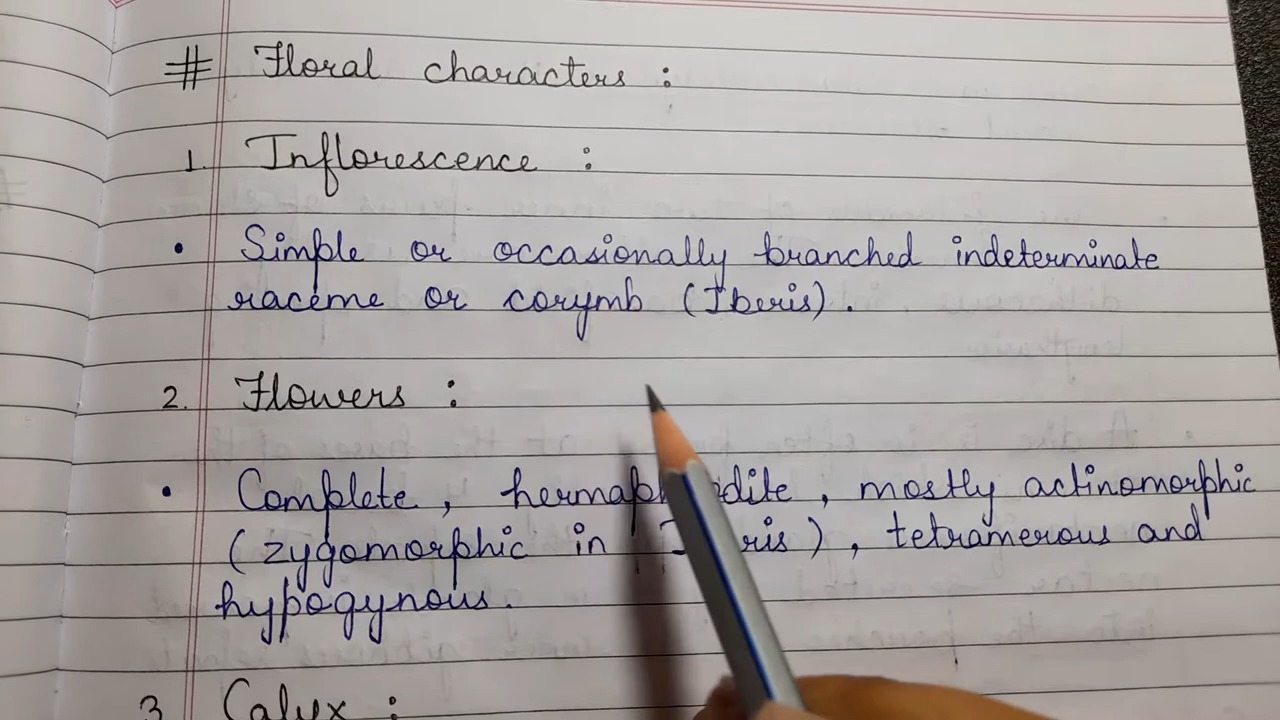 # Floral characters :
1. Inflorescence :
• Simple or occasionally branched indeterminate
raceme or corymb (Iberis).
2. Flowers :
• Complete, hermaphrodite, mostly actinomorphic
(zygomorphic in Iberis), tetramerous and
hypogynous.
3. Calyx :